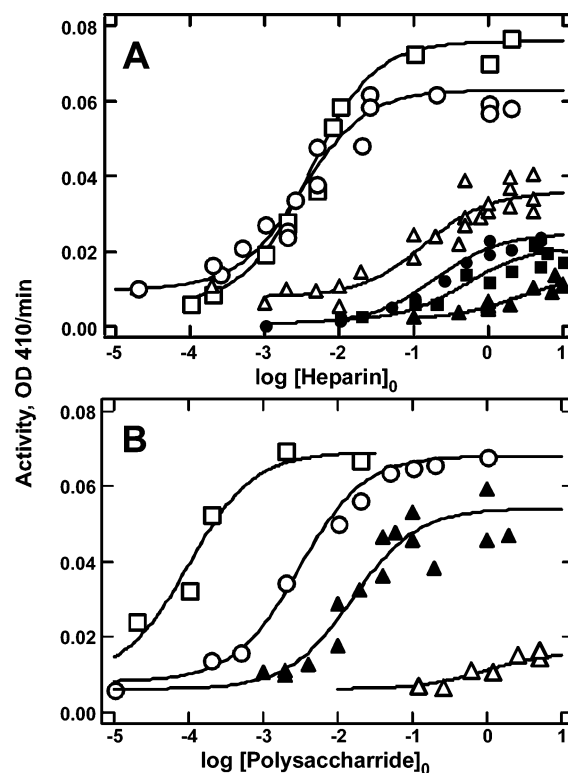 0.08
A
0.06
0.04
0.02
0.00
-5 -4 -3 -2 -1 0 1
log [Heparin]0
Activity, OD 410/min
0.08
B
0.06
0.04
0.02
0.00
-5 -4 -3 -2 -1 0 1
log [Polysaccharride]0